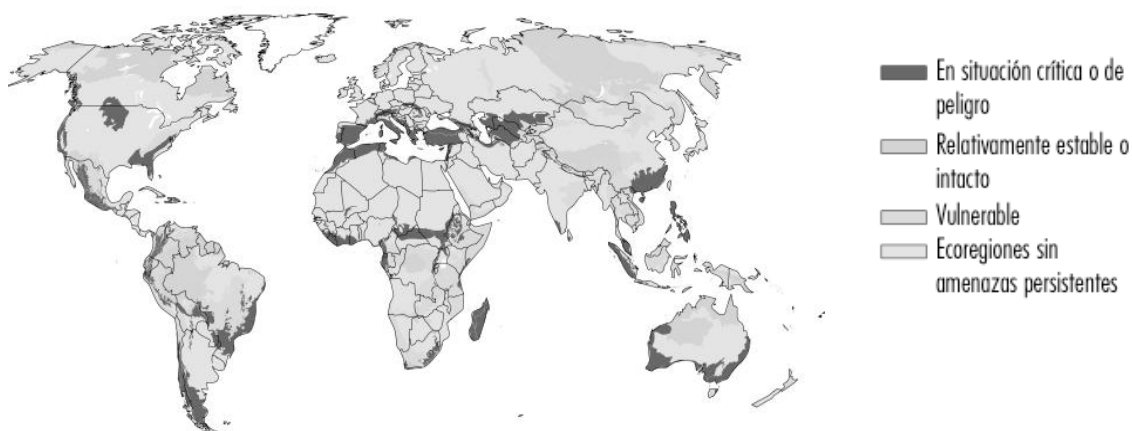 En situación crítica o de
peligro
Relativamente estable o
intacto
Vulnerable
Ecoregiones sin
amenazas persistentes